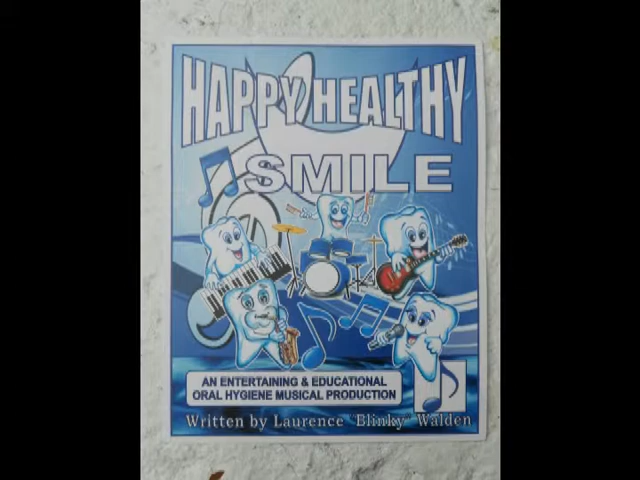 HAPPY HEALTHY
SMILE
AN ENTERTAINING & EDUCATIONAL
ORAL HYGIENE MUSICAL PRODUCTION
Written by Laurence "Blinky" Walden